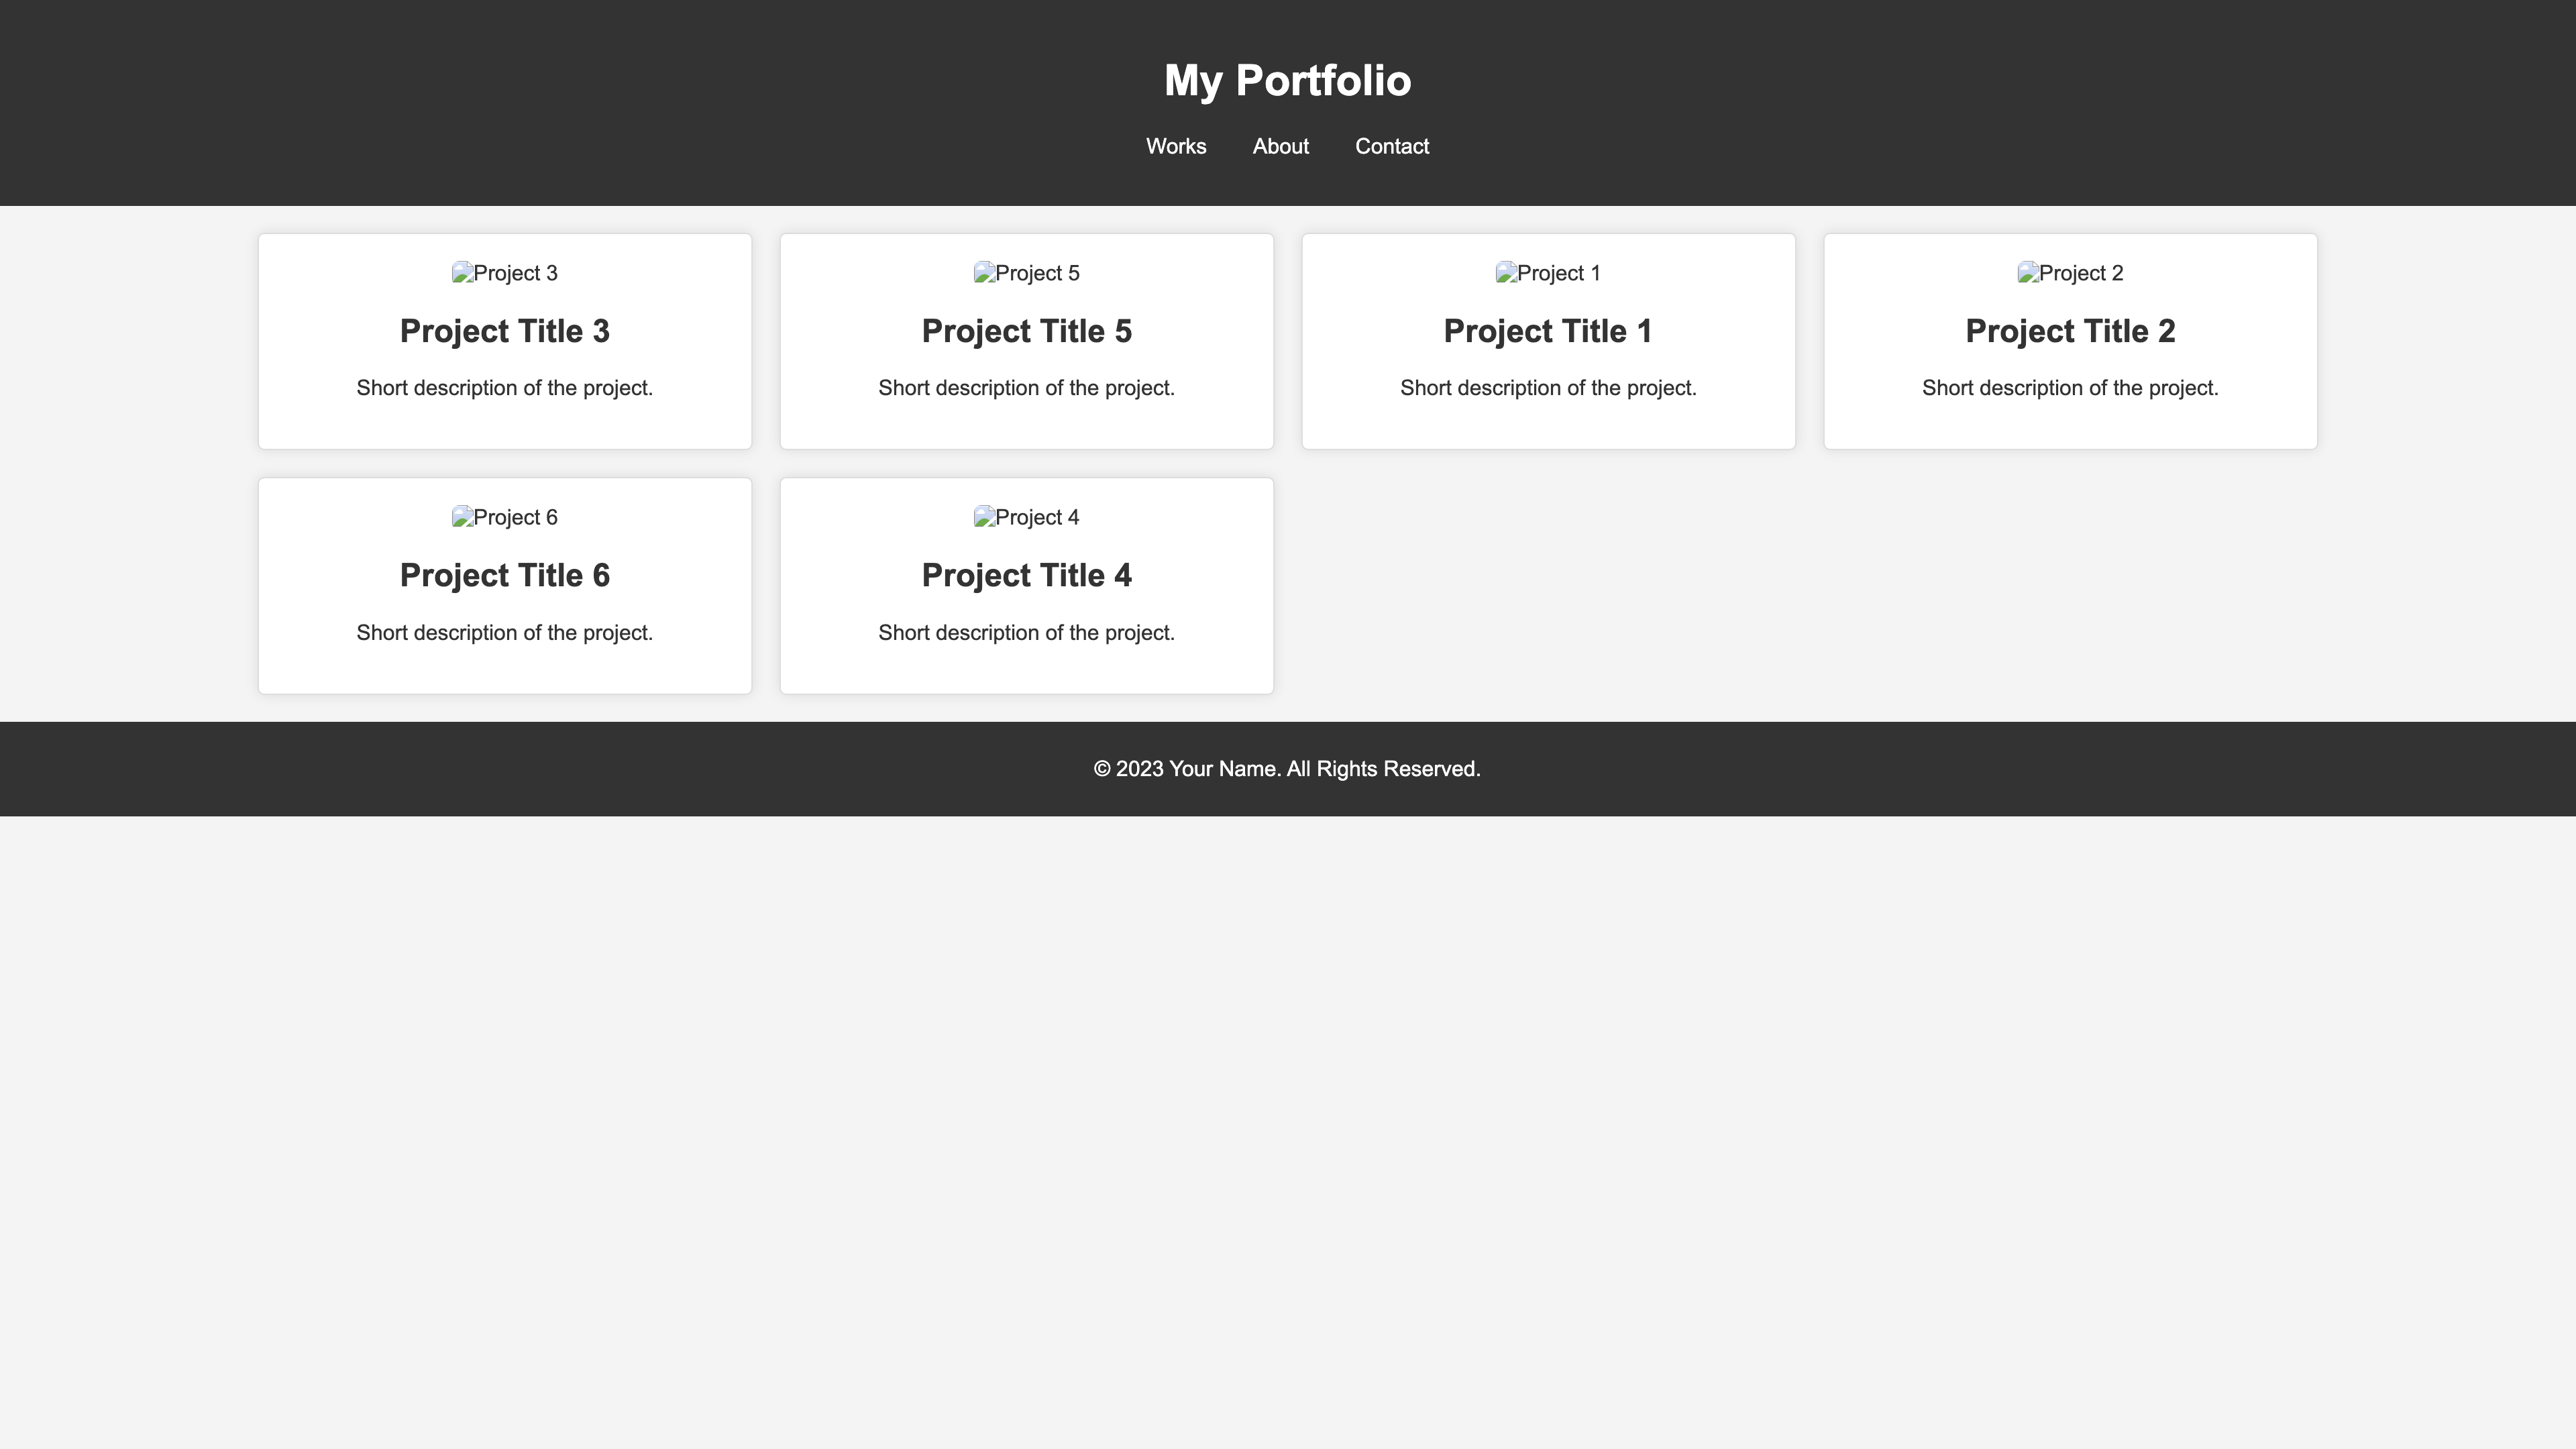 My Portfolio
Works About Contact
Project 3
Project Title 3
Short description of the project.
Project 5
Project Title 5
Short description of the project.
Project 1
Project Title 1
Short description of the project.
Project 2
Project Title 2
Short description of the project.
Project 6
Project Title 6
Short description of the project.
Project 4
Project Title 4
Short description of the project.
© 2023 Your Name. All Rights Reserved.